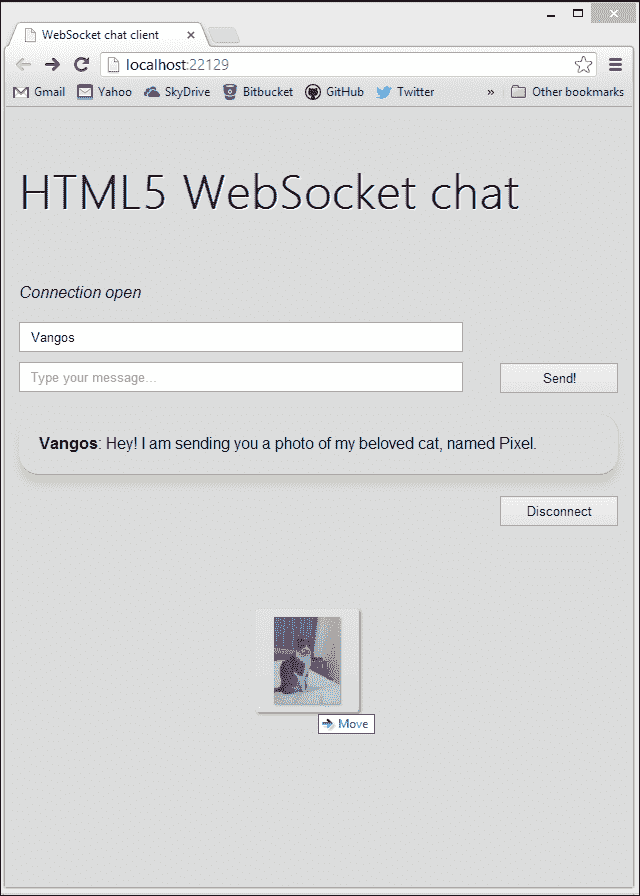 WebSocket chat client
localhost:22129
Gmail Yahoo SkyDrive Bitbucket GitHub Twitter » Other bookmarks
HTML5 WebSocket chat
Connection open
Vangos
Type your message...
Send!
Vangos: Hey! I am sending you a photo of my beloved cat, named Pixel.
Disconnect
Move